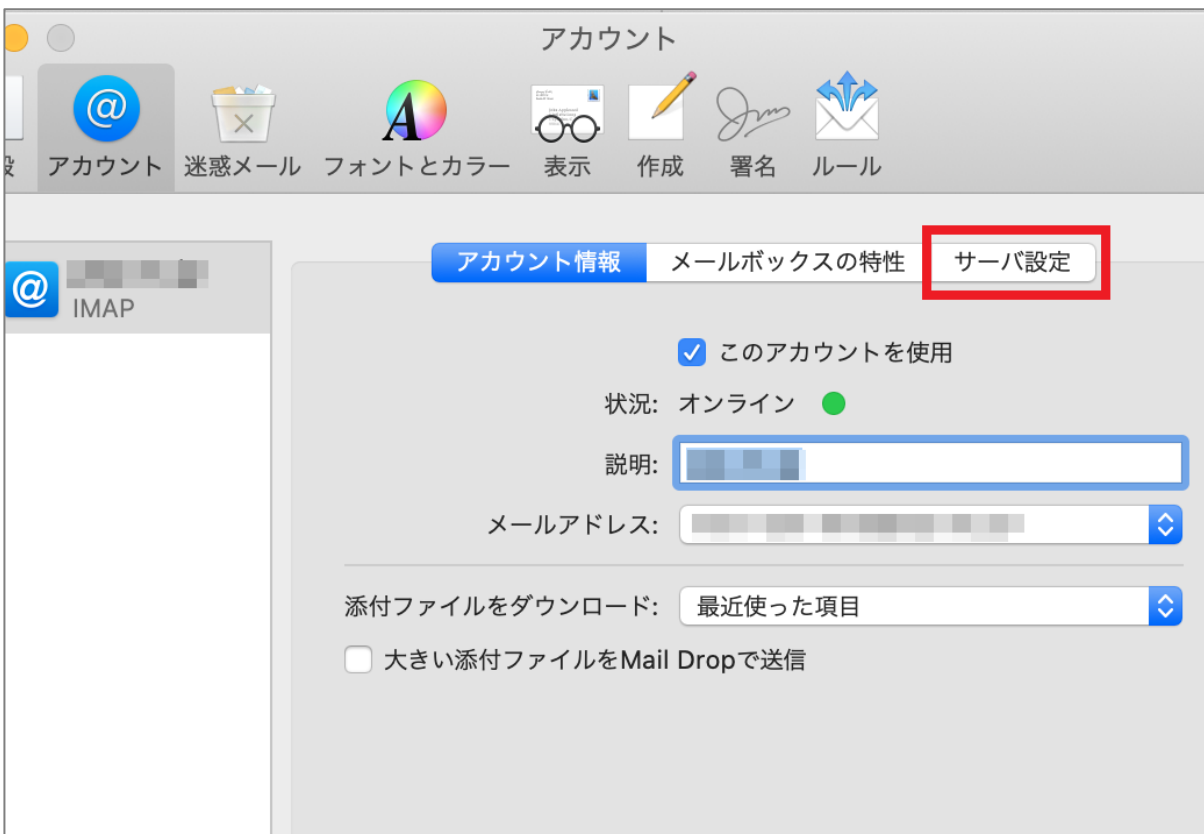 アカウント
アカウント 迷惑メール フォントとカラー 表示 作成 署名 ルール
アカウント情報 メールボックスの特性 サーバ設定
IMAP
このアカウントを使用
状況: オンライン
説明:
メールアドレス:
添付ファイルをダウンロード: 最近使った項目
大きい添付ファイルをMail Dropで送信